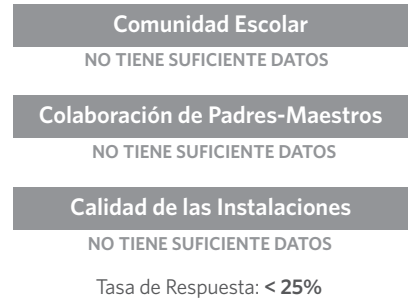 Comunidad Escolar
NO TIENE SUFICIENTE DATOS
Colaboración de Padres-Maestros
NO TIENE SUFICIENTE DATOS
Calidad de las Instalaciones
NO TIENE SUFICIENTE DATOS
Tasa de Respuesta: < 25%